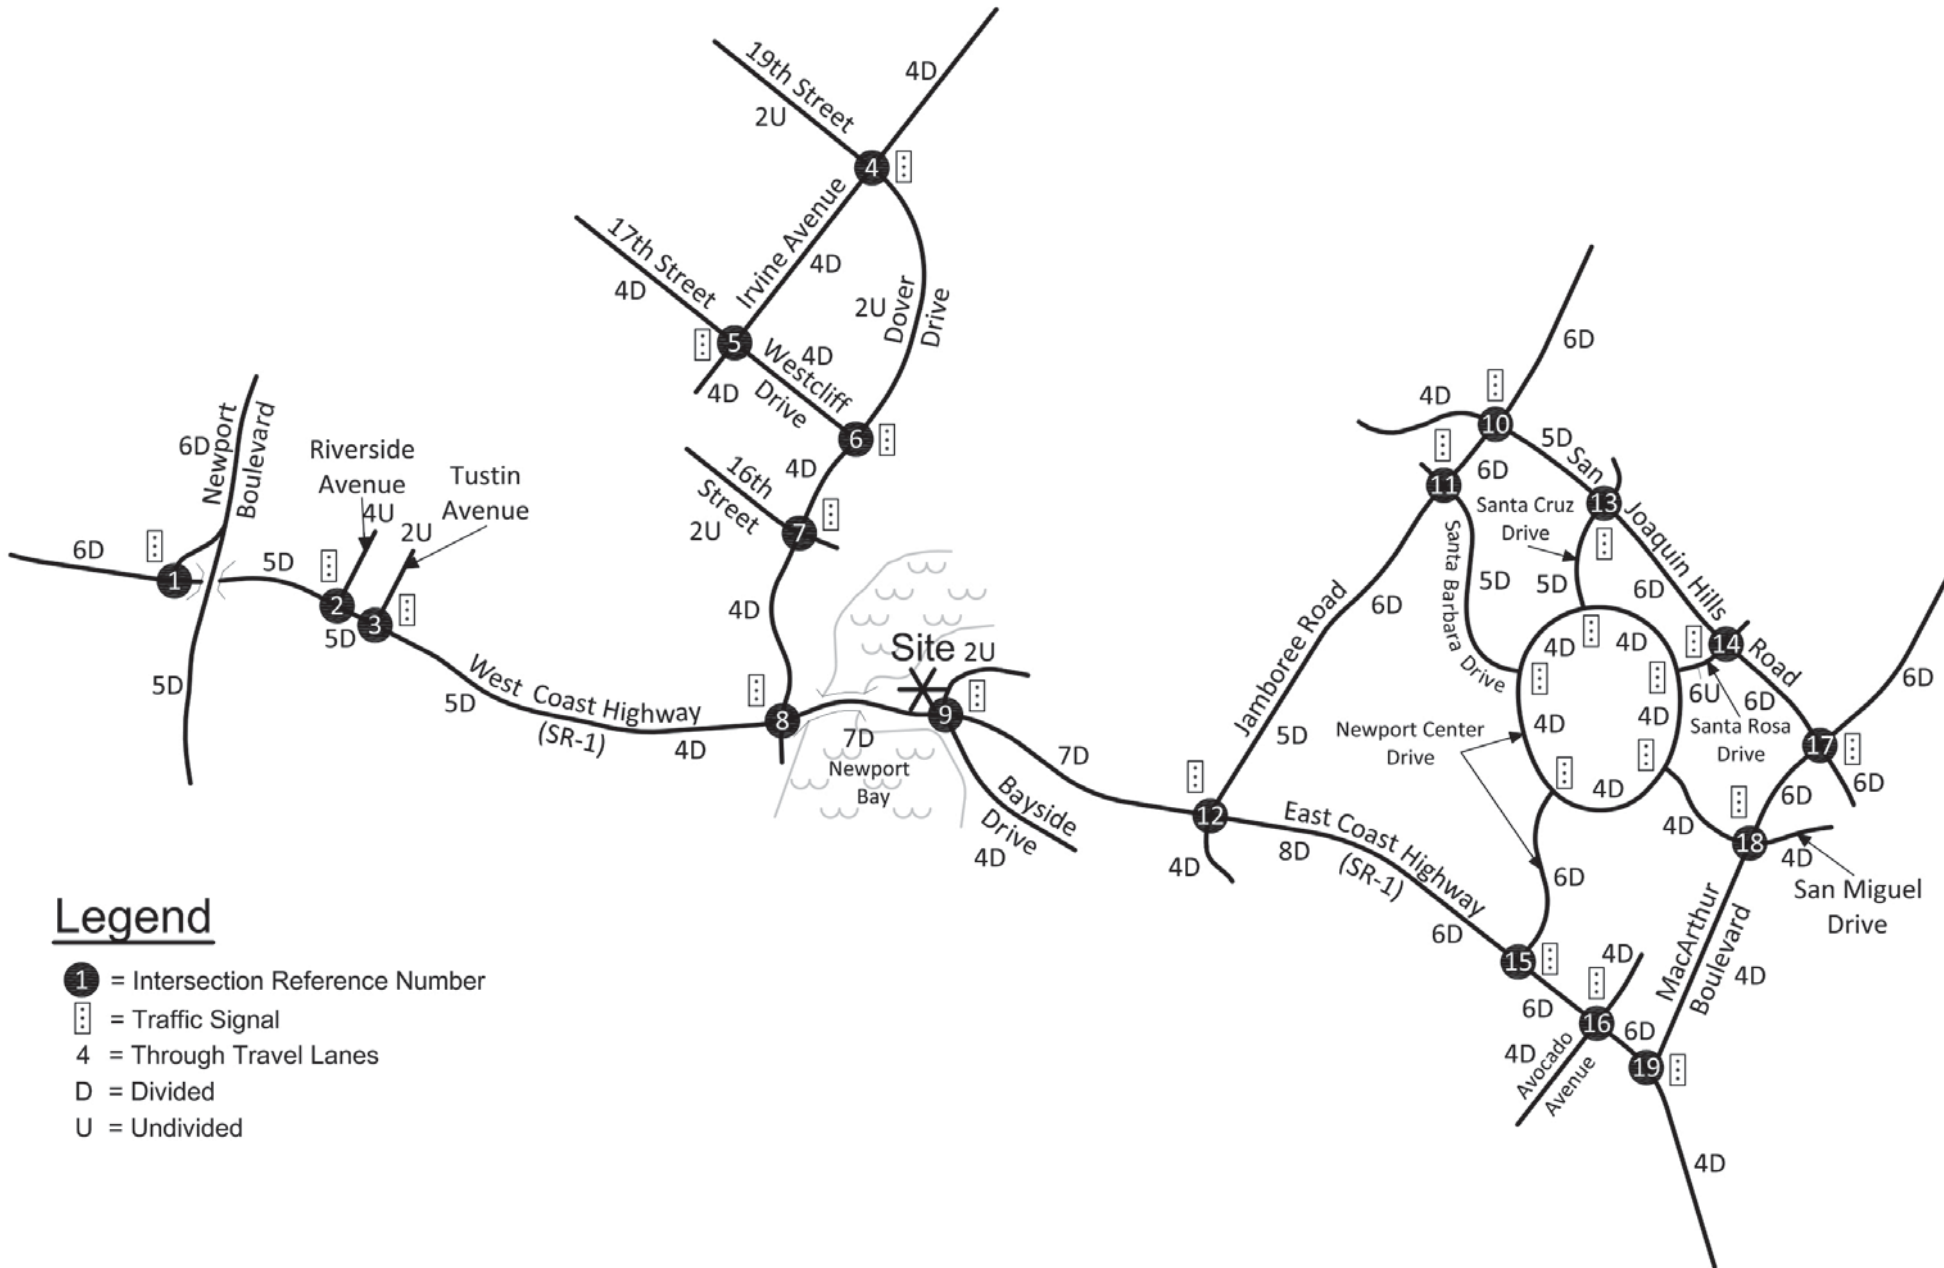 4D
19th Street
2U
4
17th Street
4D
Irvine Avenue
4D
2U
Dover
Drive
5
4D
Westcliff
Drive
4D
6
6D
4D
10
5D
San
6D
11
Santa Cruz
Drive
13
Joaquin Hills
Road
6D
Newport
Boulevard
Riverside
Avenue
4U
Tustin
Avenue
2U
4D
16th
Street
2U
7
6D
1
5D
2
5D
3
5D
4D
Santa Barbara Drive
5D
5D
6D
Jamboree Road
6D
5D
4D
4D
14
6U
6D
Santa Rosa
Drive
6D
17
6D
4D
4D
4D
Newport Center
Drive
Site
2U
West Coast Highway
(SR-1)
5D
4D
8
7D
9
Newport
Bay
7D
Bayside
Drive
4D
12
4D
East Coast Highway
(SR-1)
8D
6D
6D
4D
18
6D
4D
San Miguel
Drive
15
6D
4D
16
4D
Avocado
Avenue
6D
MacArthur
Boulevard
4D
19
4D
Legend
1 = Intersection Reference Number
= Traffic Signal
4 = Through Travel Lanes
D = Divided
U = Undivided